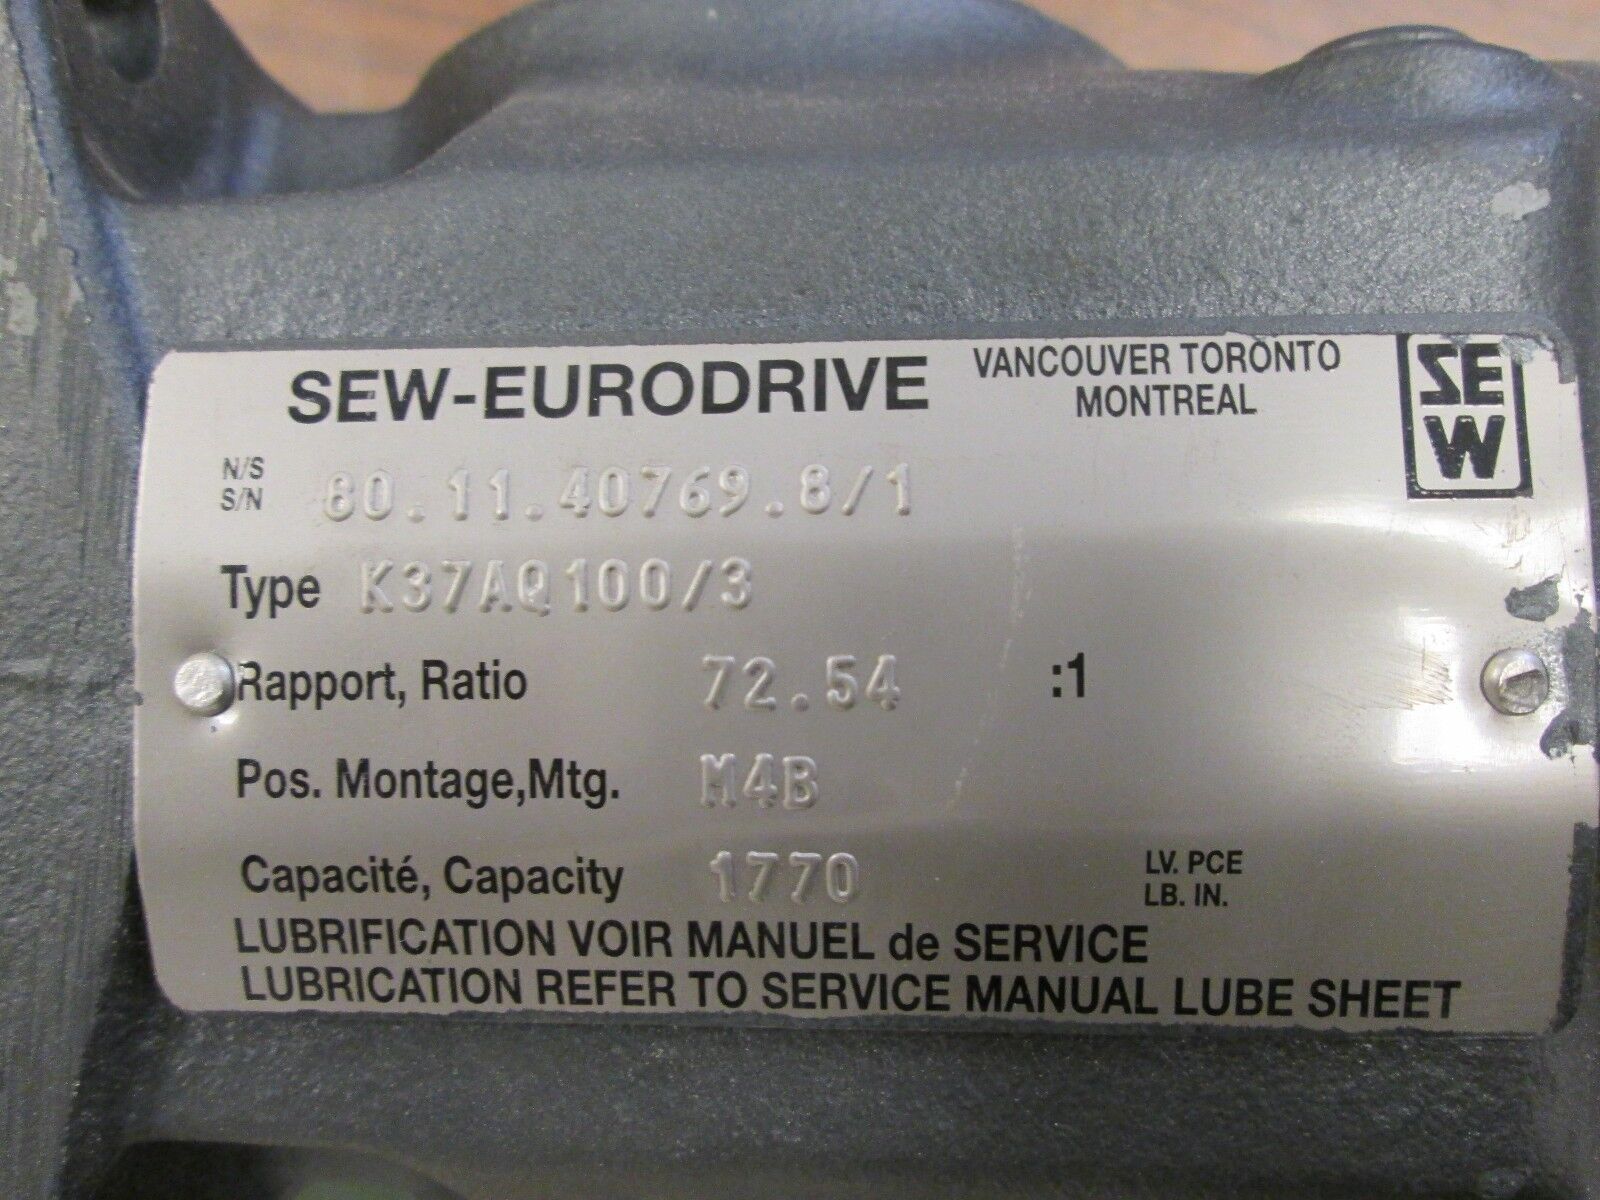 SEW-EURODRIVE VANCOUVER TORONTO
MONTREAL
SE
W
N/S
S/N 80.11.40769.8/1
Type K37AQ100/3
Rapport, Ratio 72.54 :1
Pos. Montage,Mtg. M4B
Capacité, Capacity 1770 LV. PCE
LB. IN.
LUBRIFICATION VOIR MANUEL de SERVICE
LUBRICATION REFER TO SERVICE MANUAL LUBE SHEET